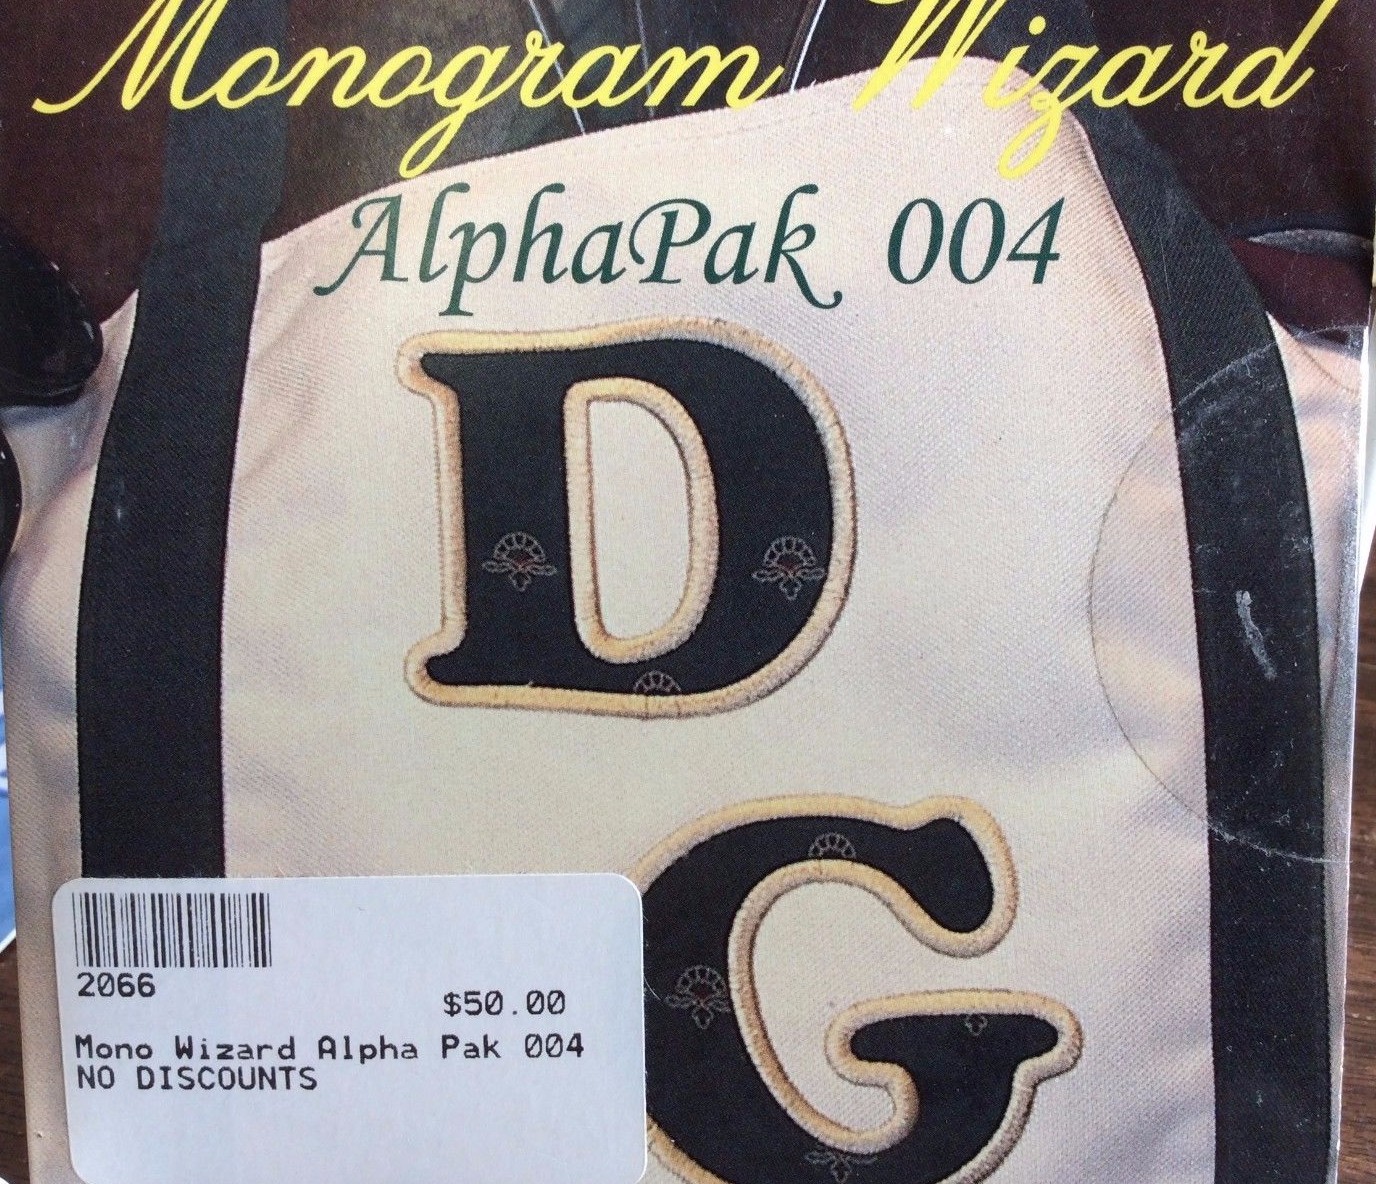 Monogram Wizard
AlphaPak 004
D
G
2066
$50.00
Mono Wizard Alpha Pak 004
NO DISCOUNTS